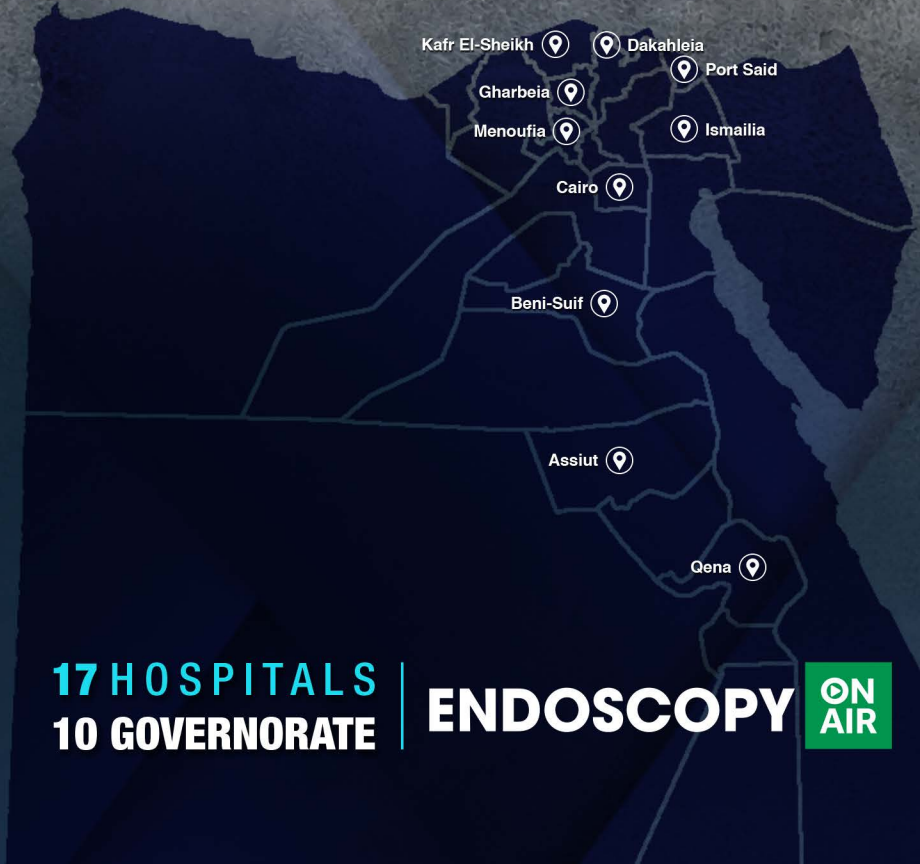 Kafr El-Sheikh
Dakahleia
Port Said
Gharbeia
Menoufia
Ismailia
Cairo
Beni-Suif
Assiut
Qena
17 HOSPITALS
10 GOVERNORATE
ENDOSCOPY
ON
AIR